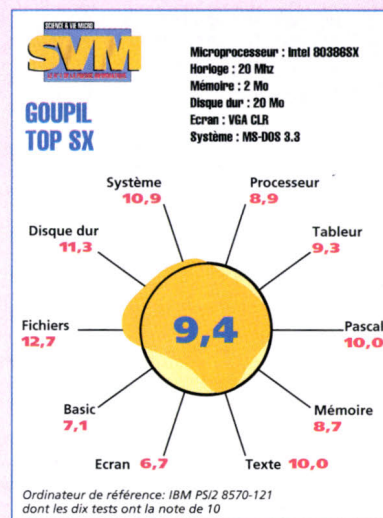 SCIENCE & VIE MICRO
SVM
GOUPIL
TOP SX
Microprocesseur : Intel 80386SX
Horloge : 20 Mhz
Mémoire : 2 Mo
Disque dur : 20 Mo
Ecran : VGA CLR
Système : MS-DOS 3.3
Système
10,9
Processeur
8,9
Disque dur
11,3
Tableur
9,3
Fichiers
12,7
9,4
Pascal
10,0
Basic
7,1
Mémoire
8,7
Ecran 6,7
Texte 10,0
Ordinateur de référence: IBM PS/2 8570-121
dont les dix tests ont la note de 10